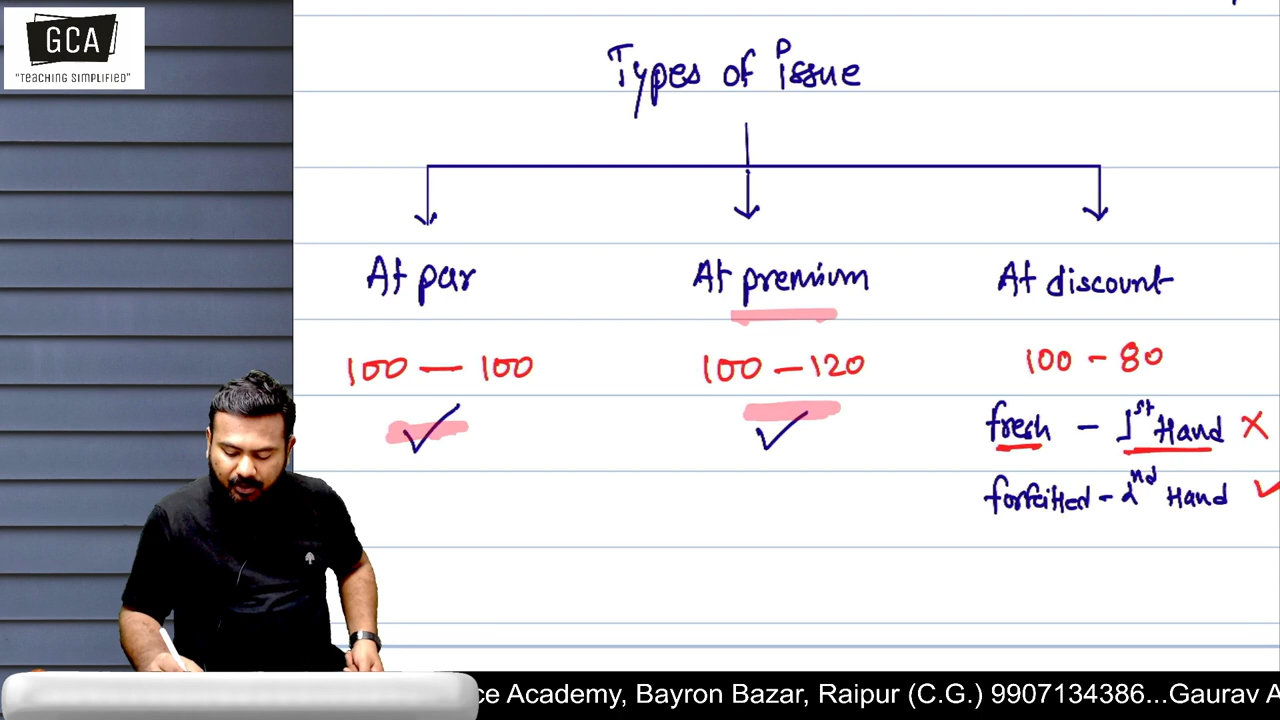 GCA
"TEACHING SIMPLIFIED"
Types of issue
At par At premium At discount
100 — 100 100 — 120 100 - 80
fresh - 1st Hand
forfeited - 2nd Hand
ce Academy, Bayron Bazar, Raipur (C.G.) 9907134386...Gaurav A